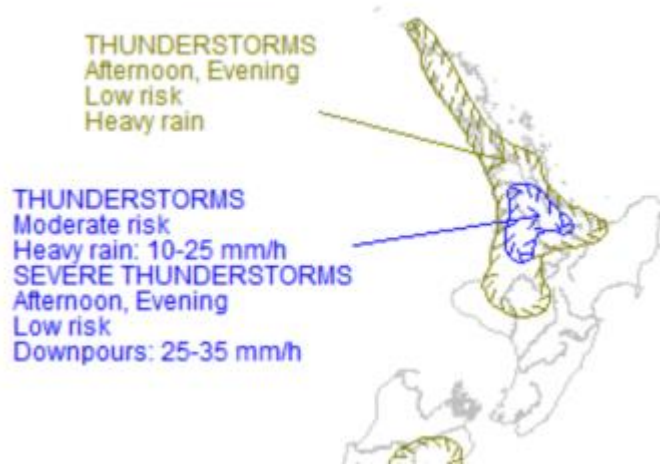 THUNDERSTORMS
Afternoon, Evening
Low risk
Heavy rain
THUNDERSTORMS
Moderate risk
Heavy rain: 10-25 mm/h
SEVERE THUNDERSTORMS
Afternoon, Evening
Low risk
Downpours: 25-35 mm/h